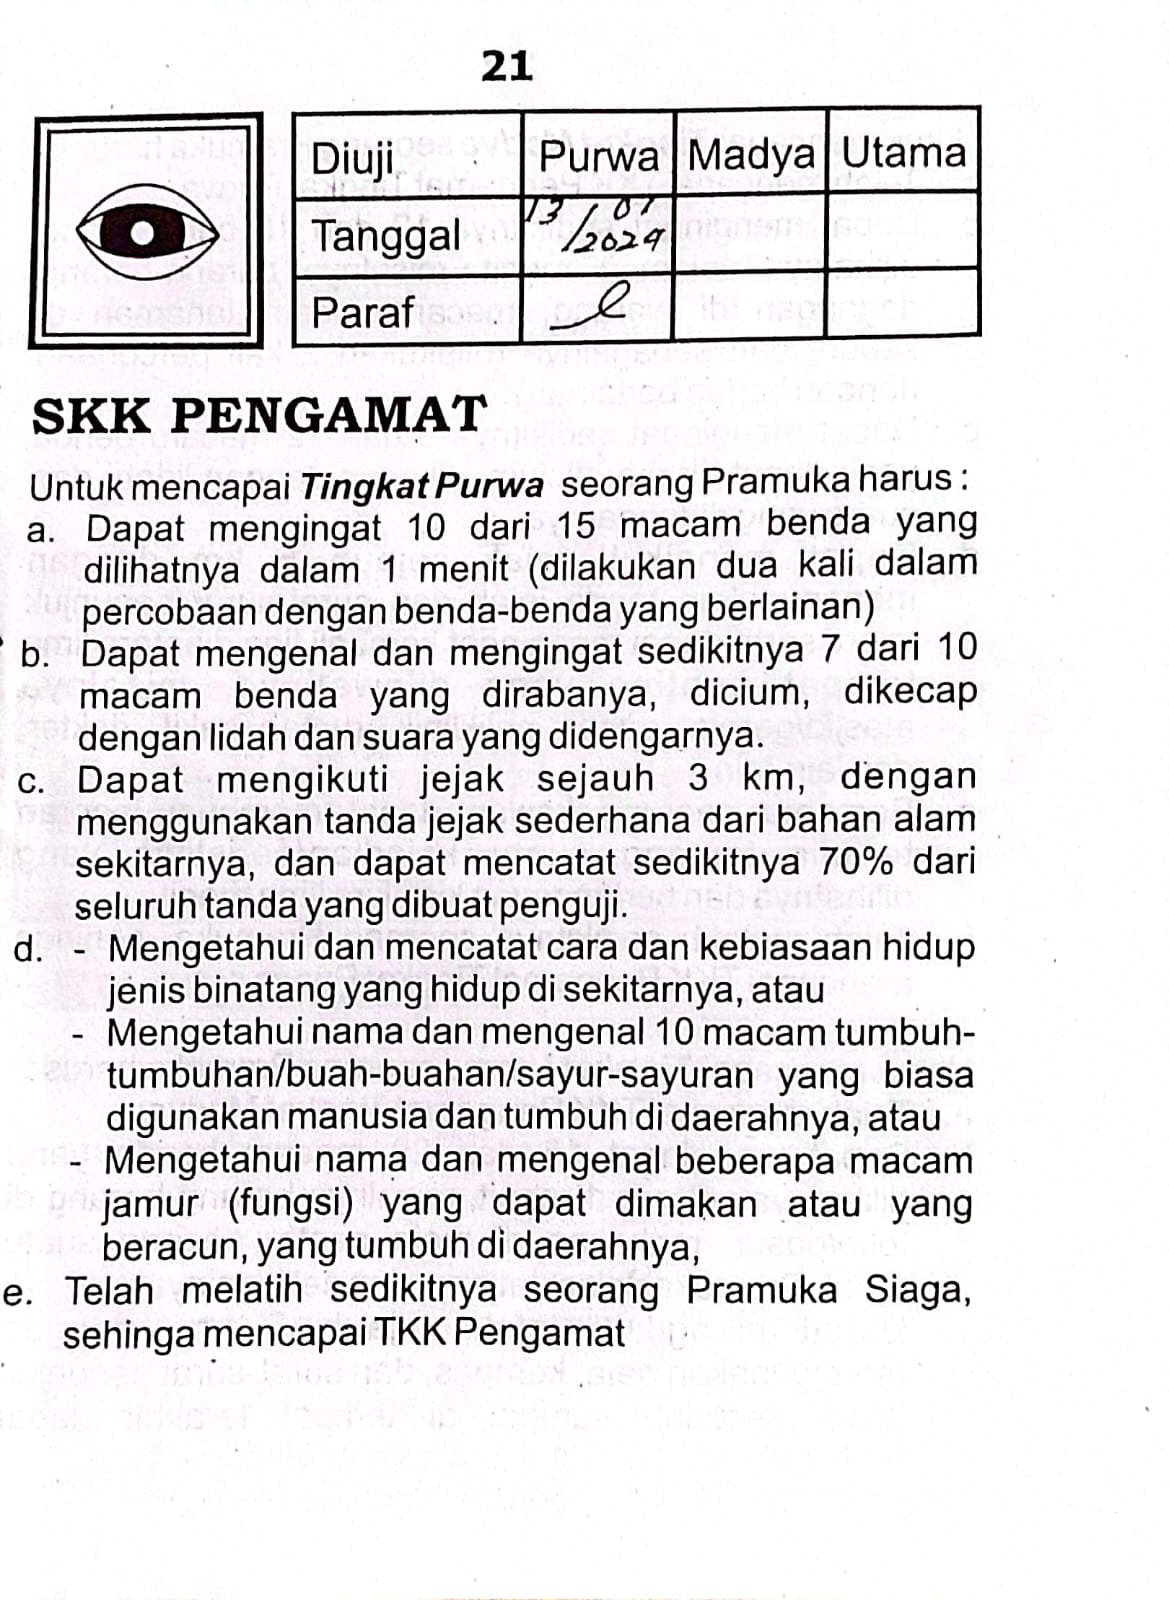 21
Diuji Purwa Madya Utama
Tanggal 13/07/2024
Paraf
SKK PENGAMAT
Untuk mencapai Tingkat Purwa seorang Pramuka harus :
a. Dapat mengingat 10 dari 15 macam benda yang
dilihatnya dalam 1 menit (dilakukan dua kali dalam
percobaan dengan benda-benda yang berlainan)
b. Dapat mengenal dan mengingat sedikitnya 7 dari 10
macam benda yang dirabanya, dicium, dikecap
dengan lidah dan suara yang didengarnya.
c. Dapat mengikuti jejak sejauh 3 km, dengan
menggunakan tanda jejak sederhana dari bahan alam
sekitarnya, dan dapat mencatat sedikitnya 70% dari
seluruh tanda yang dibuat penguji.
d. - Mengetahui dan mencatat cara dan kebiasaan hidup
jenis binatang yang hidup di sekitarnya, atau
- Mengetahui nama dan mengenal 10 macam tumbuh-
tumbuhan/buah-buahan/sayur-sayuran yang biasa
digunakan manusia dan tumbuh di daerahnya, atau
- Mengetahui nama dan mengenal beberapa macam
jamur (fungsi) yang dapat dimakan atau yang
beracun, yang tumbuh di daerahnya,
e. Telah melatih sedikitnya seorang Pramuka Siaga,
sehinga mencapai TKK Pengamat